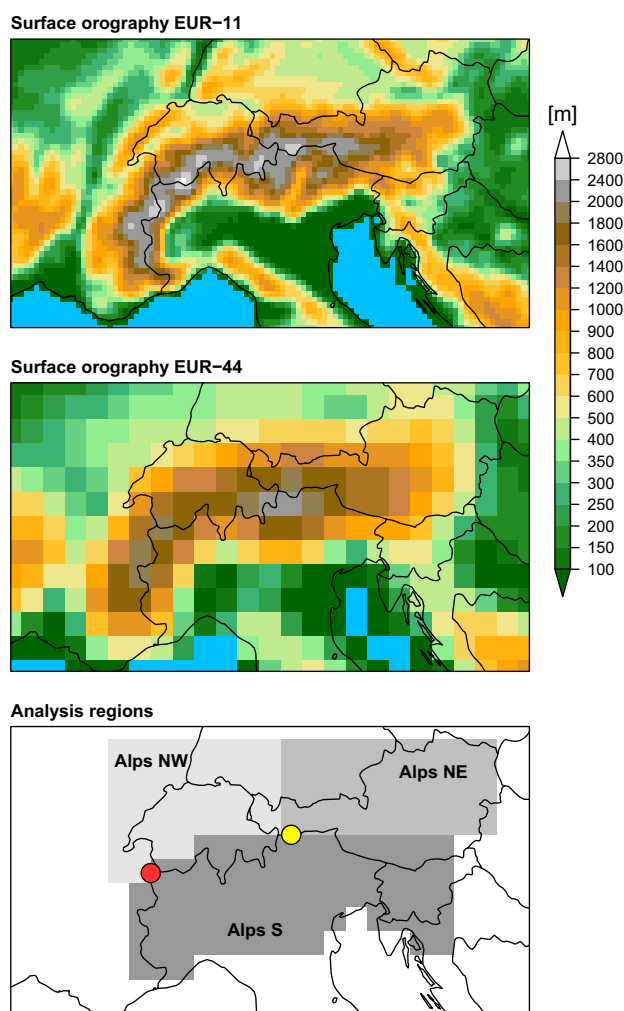 Surface orography EUR−11
[m]
2800
2400
2000
1800
1600
1400
1200
1000
900
800
700
600
500
400
350
300
250
200
150
100
Surface orography EUR−44
Analysis regions
Alps NW
Alps NE
Alps S